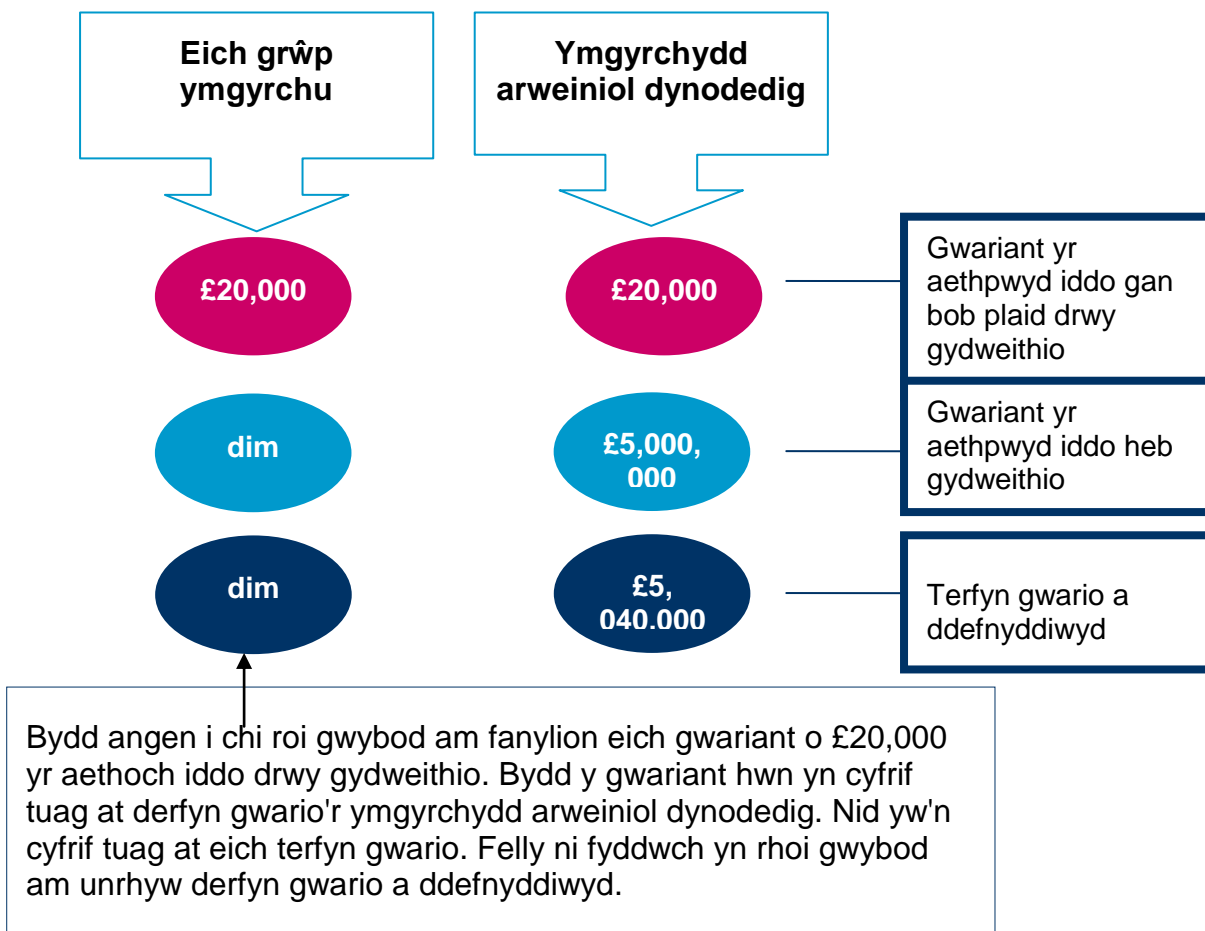 Eich grŵp
ymgyrchu
Ymgyrchydd
arweiniol dynodedig
£20,000
£20,000
Gwariant yr
aethpwyd iddo gan
bob plaid drwy
gydweithio
dim
£5,000,
000
Gwariant yr
aethpwyd iddo heb
gydweithio
dim
£5,
040.000
Terfyn gwario a
ddefnyddiwyd
Bydd angen i chi roi gwybod am fanylion eich gwariant o £20,000
yr aethoch iddo drwy gydweithio. Bydd y gwariant hwn yn cyfrif
tuag at derfyn gwario'r ymgyrchydd arweiniol dynodedig. Nid yw'n
cyfrif tuag at eich terfyn gwario. Felly ni fyddwch yn rhoi gwybod
am unrhyw derfyn gwario a ddefnyddiwyd.